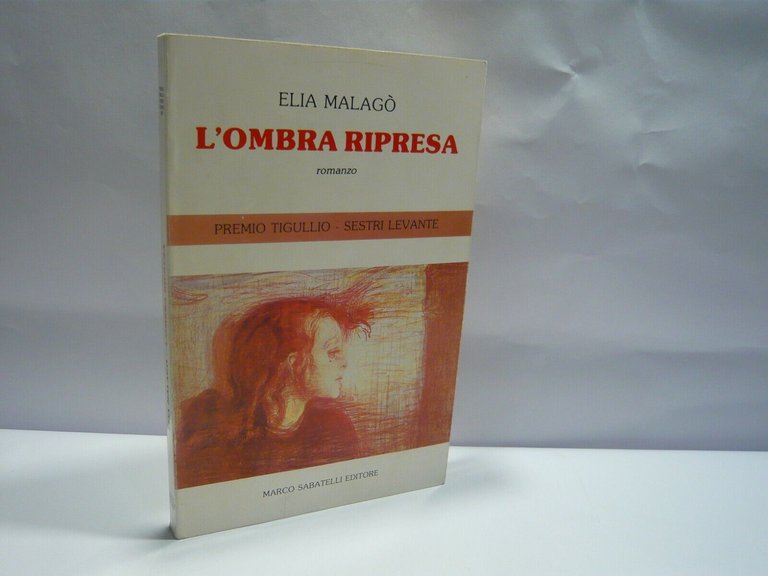 ELIA MALAGÒ
L'OMBRA RIPRESA
romanzo
PREMIO TIGULLIO - SESTRI LEVANTE
MARCO SABATELLI EDITORE